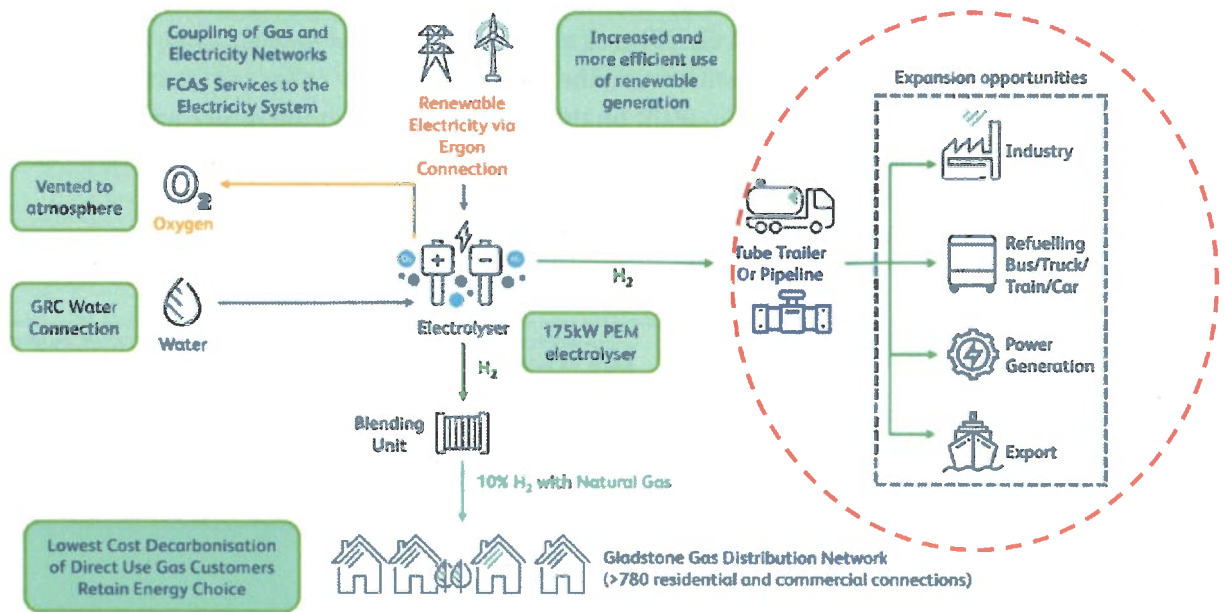 Coupling of Gas and
Electricity Networks
FCAS Services to the
Electricity System
Renewable
Electricity via
Ergon
Connection
Increased and
more efficient use
of renewable
generation
Expansion opportunities
Industry
Vented to
atmosphere
O₂
Oxygen
O₂
+
−
H₂
H₂
Tube Trailer
Or Pipeline
Refuelling
Bus/Truck/
Train/Car
GRC Water
Connection
Water
Electrolyser
175kW PEM
electrolyser
H₂
Power
Generation
Blending
Unit
Export
10% H₂ with Natural Gas
Lowest Cost Decarbonisation
of Direct Use Gas Customers
Retain Energy Choice
Gladstone Gas Distribution Network
(>780 residential and commercial connections)